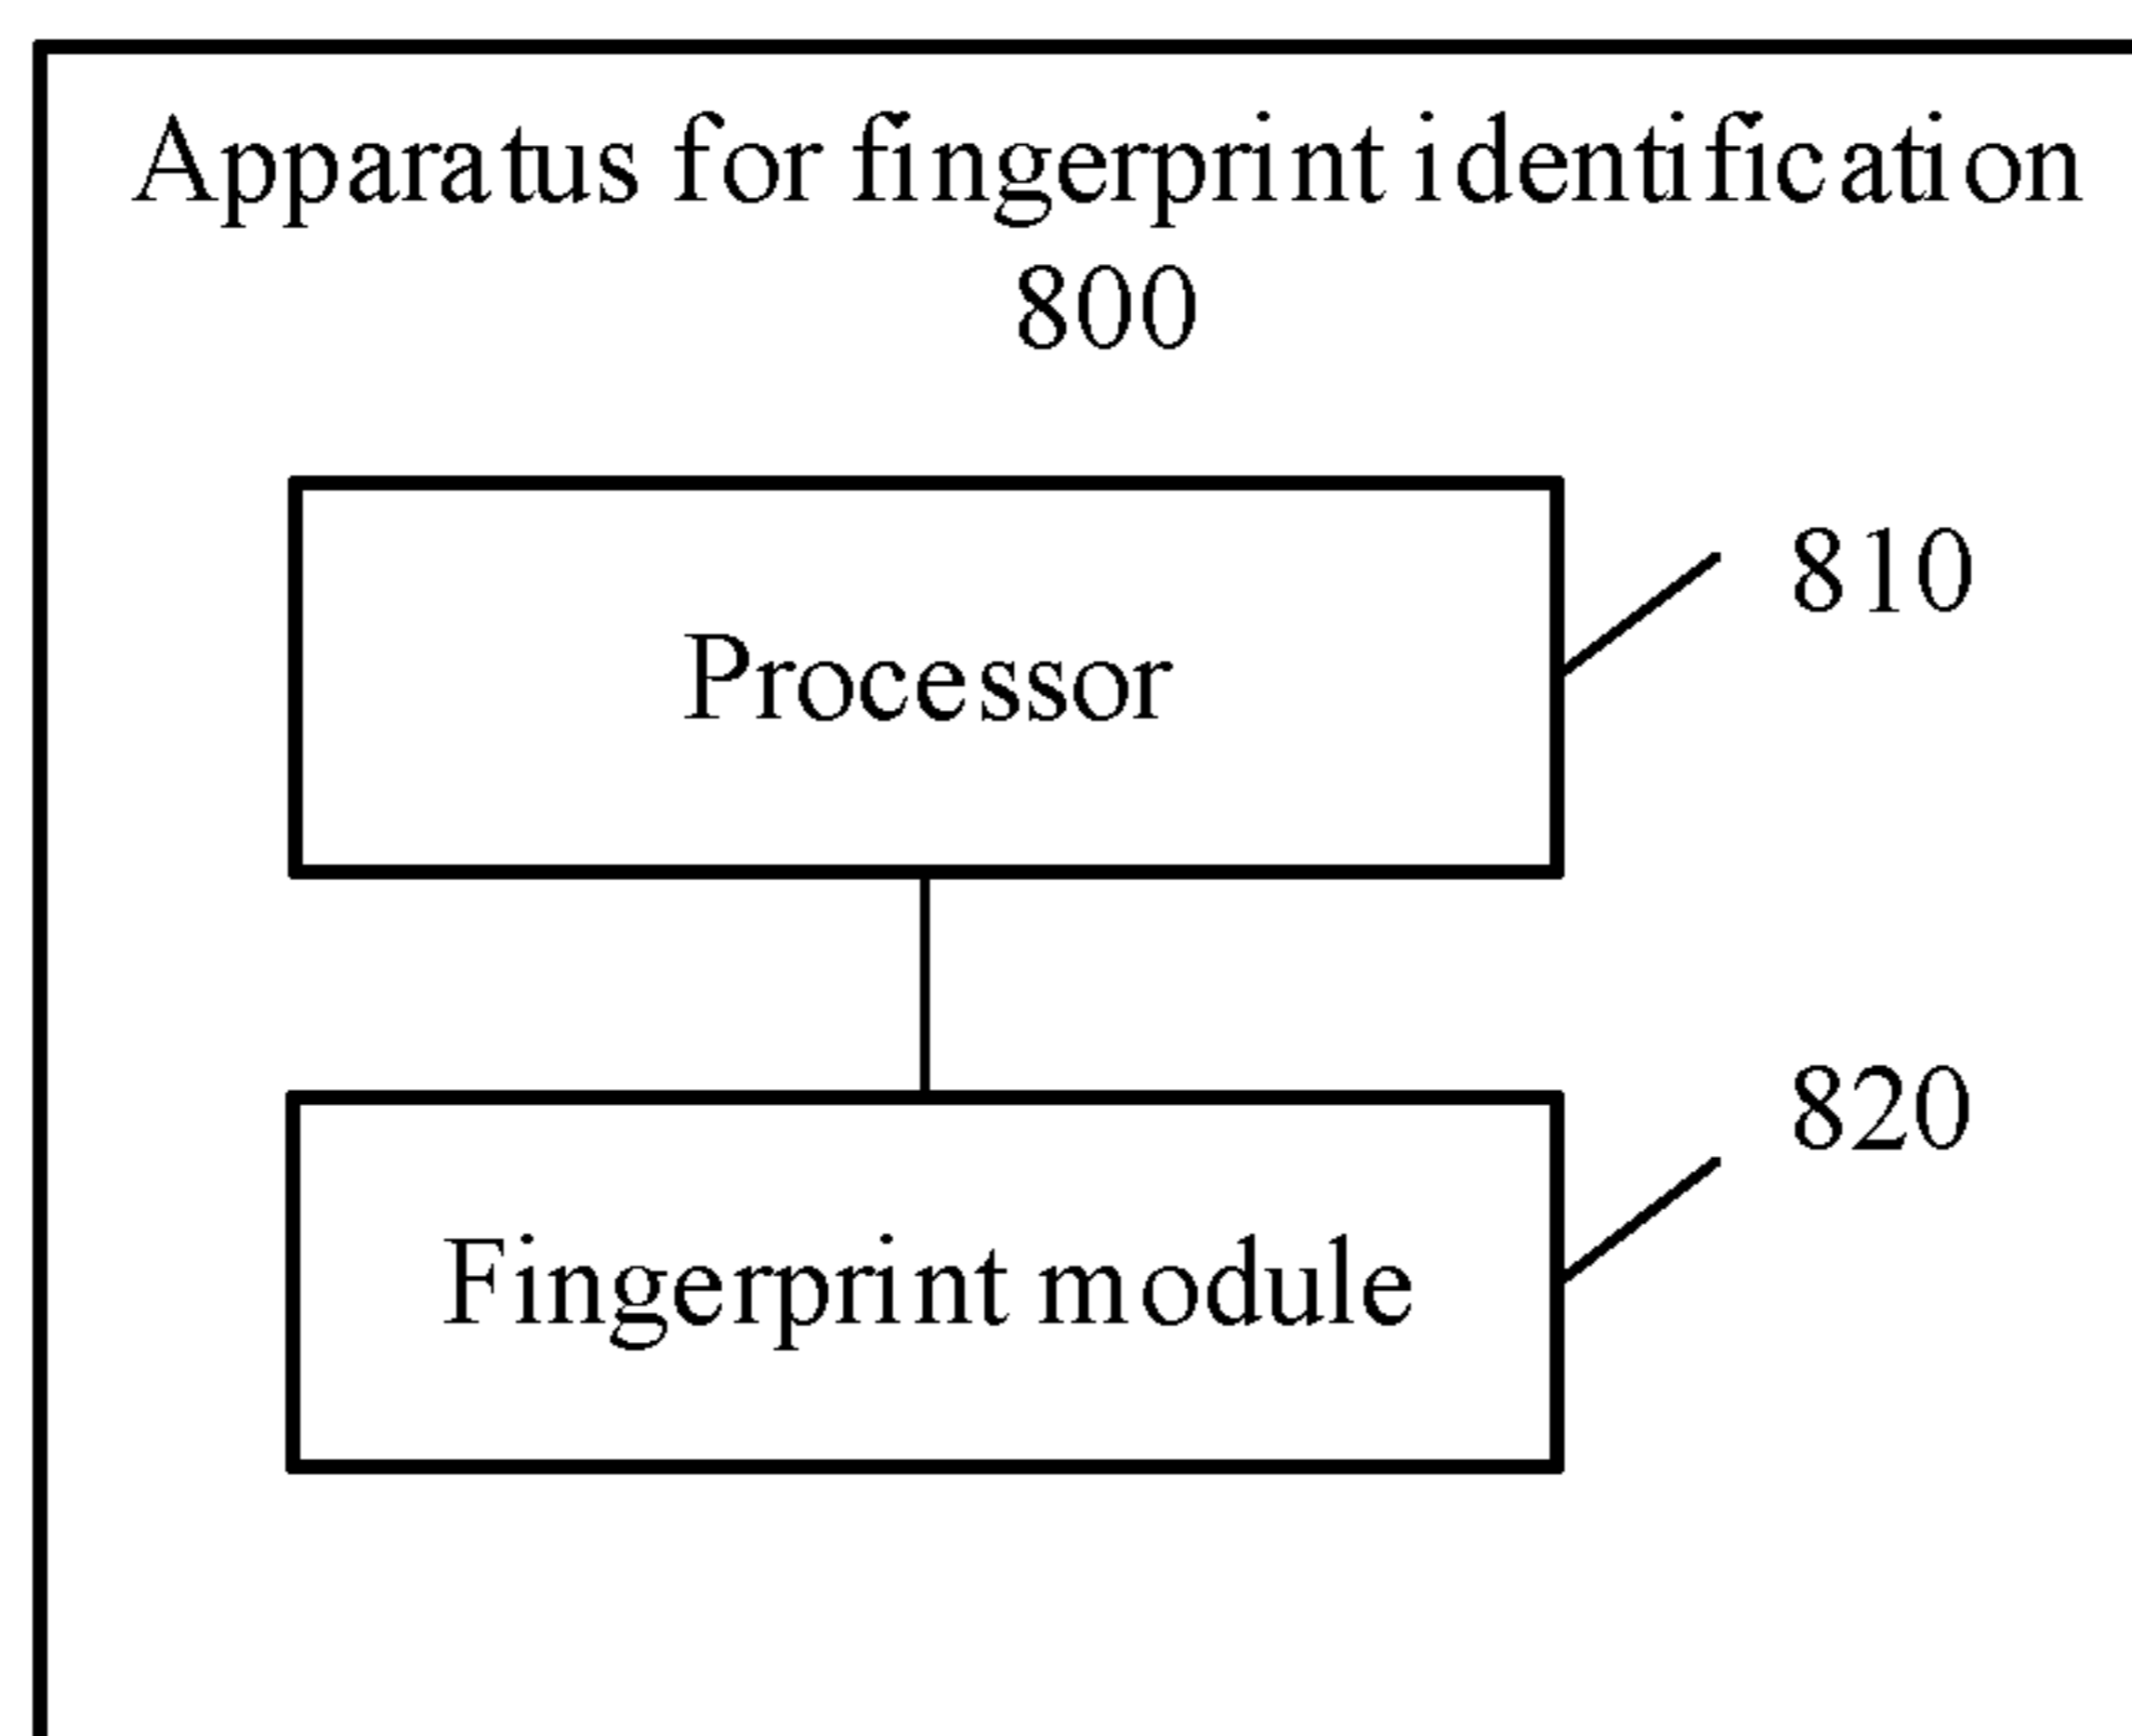 Apparatus for fingerprint identification
800
Processor
810
Fingerprint module
820